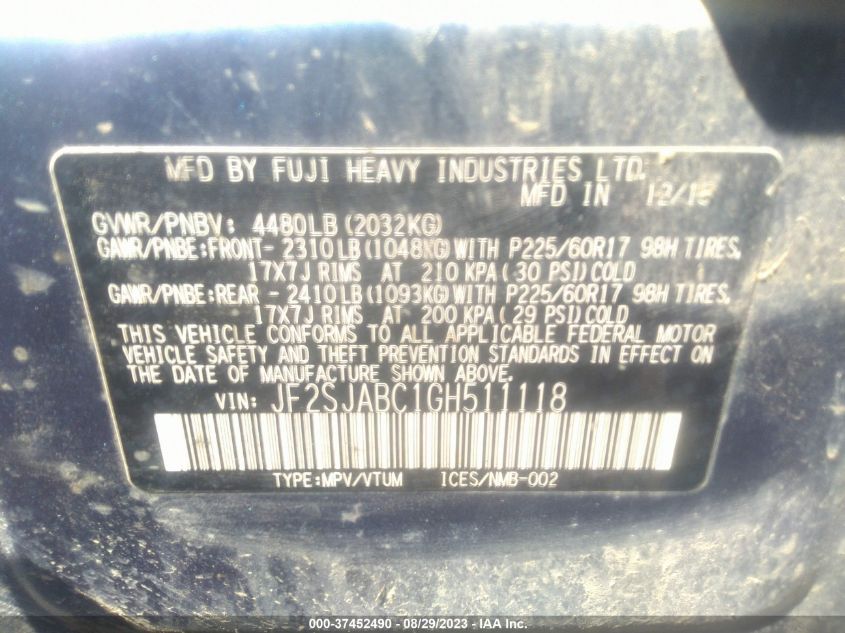 MFD BY FUJI HEAVY INDUSTRIES LTD.
MFD IN 12/15
GVWR/PNBV: 4480LB (2032KG)
GAWR/PNBE:FRONT- 2310LB(1048KG)WITH P225/60R17 98H TIRES,
17X7J RIMS AT 210 KPA(30 PSI)COLD
GAWR/PNBE:REAR - 2410LB(1093KG)WITH P225/60R17 98H TIRES,
17X7J RIMS AT 200 KPA(29 PSI)COLD
THIS VEHICLE CONFORMS TO ALL APPLICABLE FEDERAL MOTOR
VEHICLE SAFETY AND THEFT PREVENTION STANDARDS IN EFFECT ON
THE DATE OF MANUFACTURE SHOWN ABOVE.
VIN: JF2SJABC1GH511118
TYPE:MPV/VTUM ICES/NMB-002
000-37452490 - 08/29/2023 - IAA Inc.